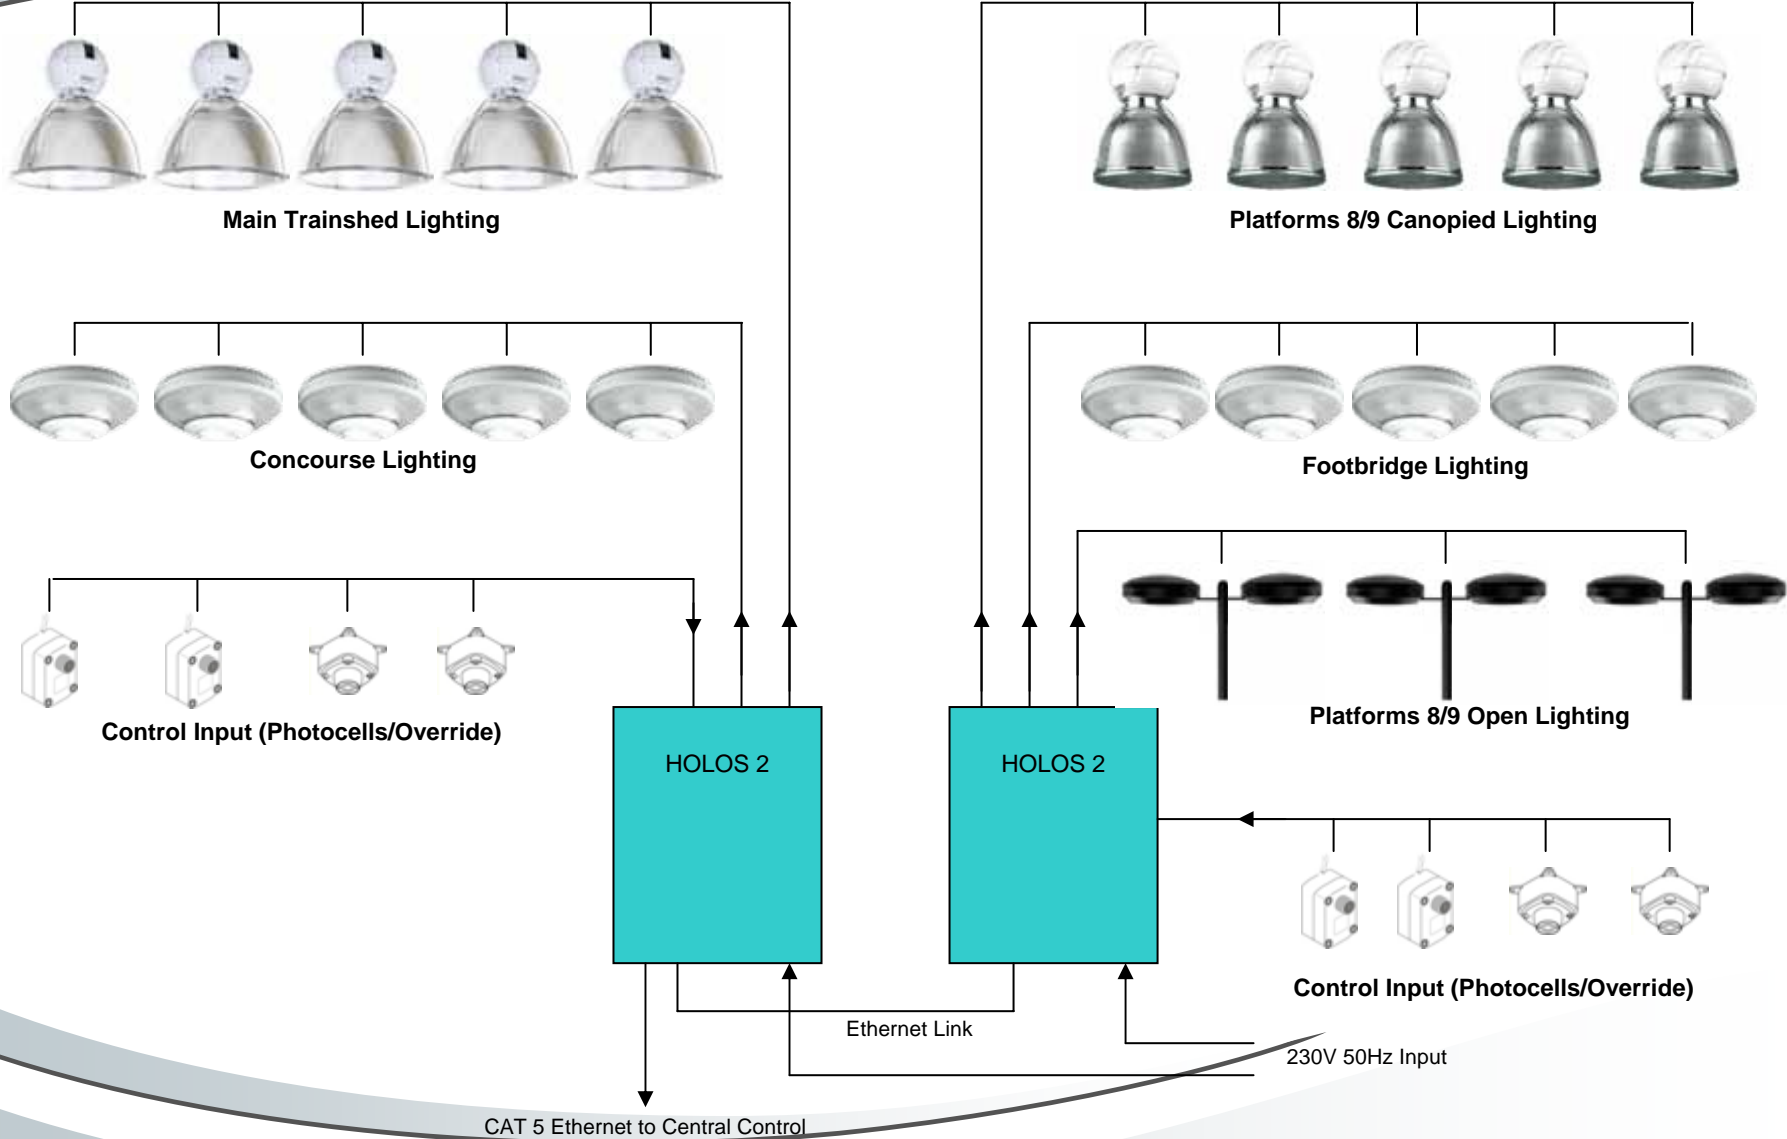 Main Trainshed Lighting
Platforms 8/9 Canopied Lighting
Concourse Lighting
Footbridge Lighting
Platforms 8/9 Open Lighting
Control Input (Photocells/Override)
HOLOS 2
HOLOS 2
Control Input (Photocells/Override)
Ethernet Link
230V 50Hz Input
CAT 5 Ethernet to Central Control